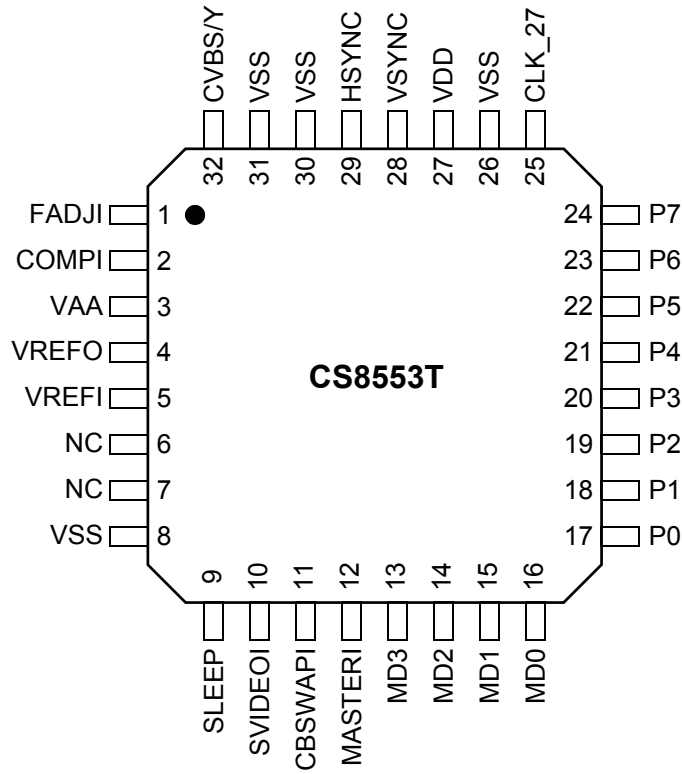 CVBS/Y
VSS
VSS
HSYNC
VSYNC
VDD
VSS
CLK_27
32
31
30
29
28
27
26
25
FADJI 1
24 P7
COMPI 2
23 P6
VAA 3
22 P5
VREFO 4
21 P4
CS8553T
VREFI 5
20 P3
NC 6
19 P2
NC 7
18 P1
VSS 8
17 P0
9
10
11
12
13
14
15
16
SLEEP
SVIDEOI
CBSWAPI
MASTERI
MD3
MD2
MD1
MD0